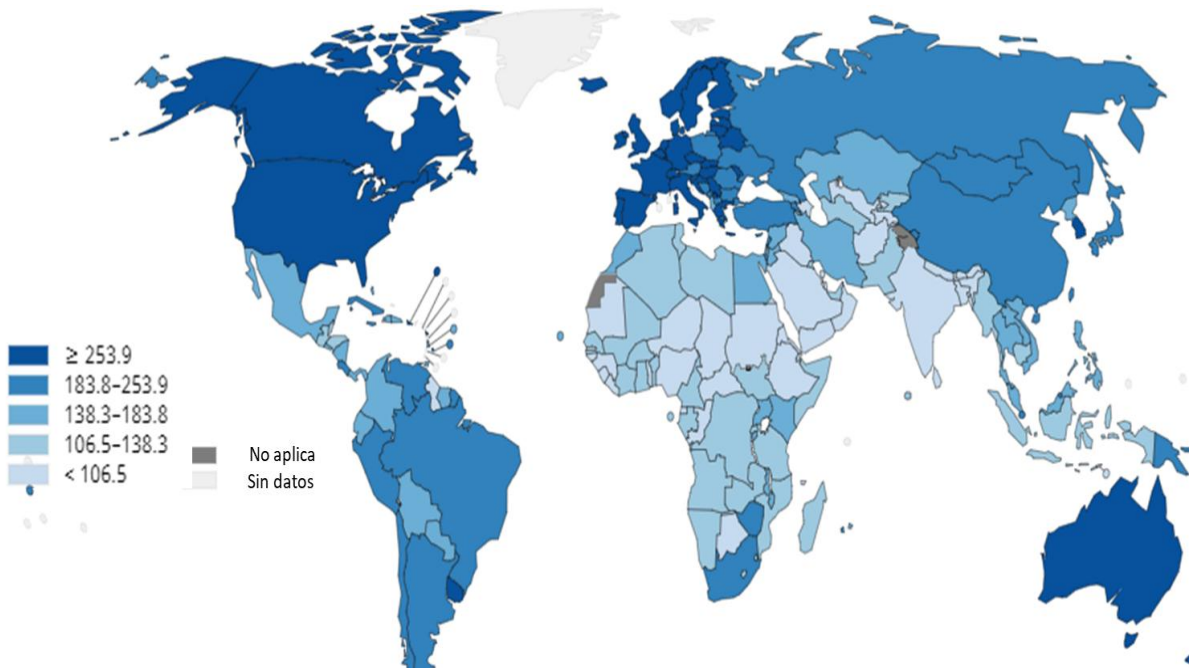 ≥ 253.9
183.8–253.9
138.3–183.8
106.5–138.3
< 106.5
No aplica
Sin datos